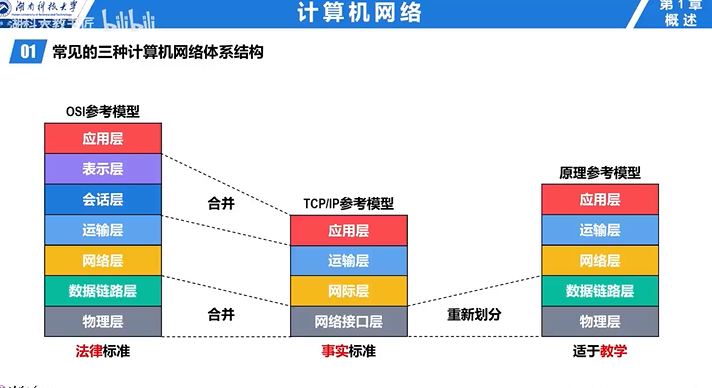 湖南科技大学
计算机网络
第1章
概述
湖科大教书匠 bilibili
01 常见的三种计算机网络体系结构
OSI参考模型
应用层
表示层
会话层
运输层
网络层
数据链路层
物理层
法律标准
合并
合并
TCP/IP参考模型
应用层
运输层
网际层
网络接口层
事实标准
重新划分
原理参考模型
应用层
运输层
网络层
数据链路层
物理层
适于教学